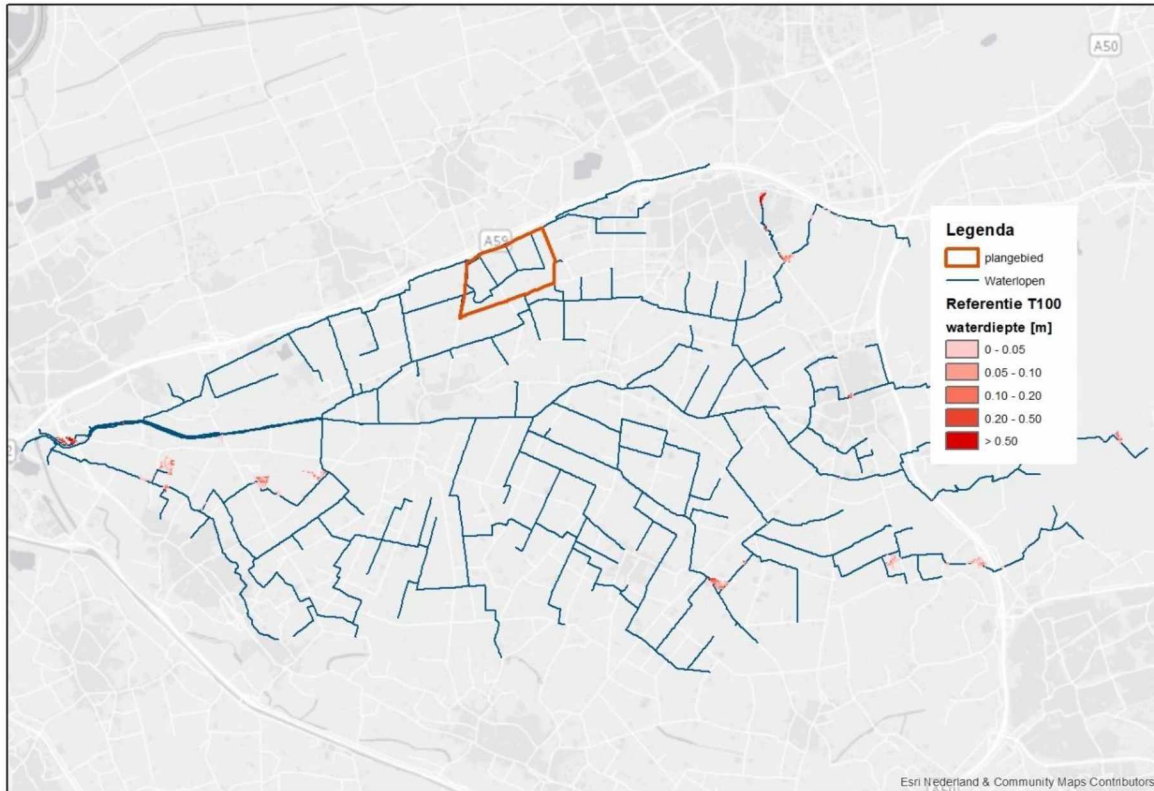 A50
A59
Legenda
plangebied
Waterlopen
Referentie T100
waterdiepte [m]
0 - 0.05
0.05 - 0.10
0.10 - 0.20
0.20 - 0.50
> 0.50
2
Esri Nederland & Community Maps Contributors